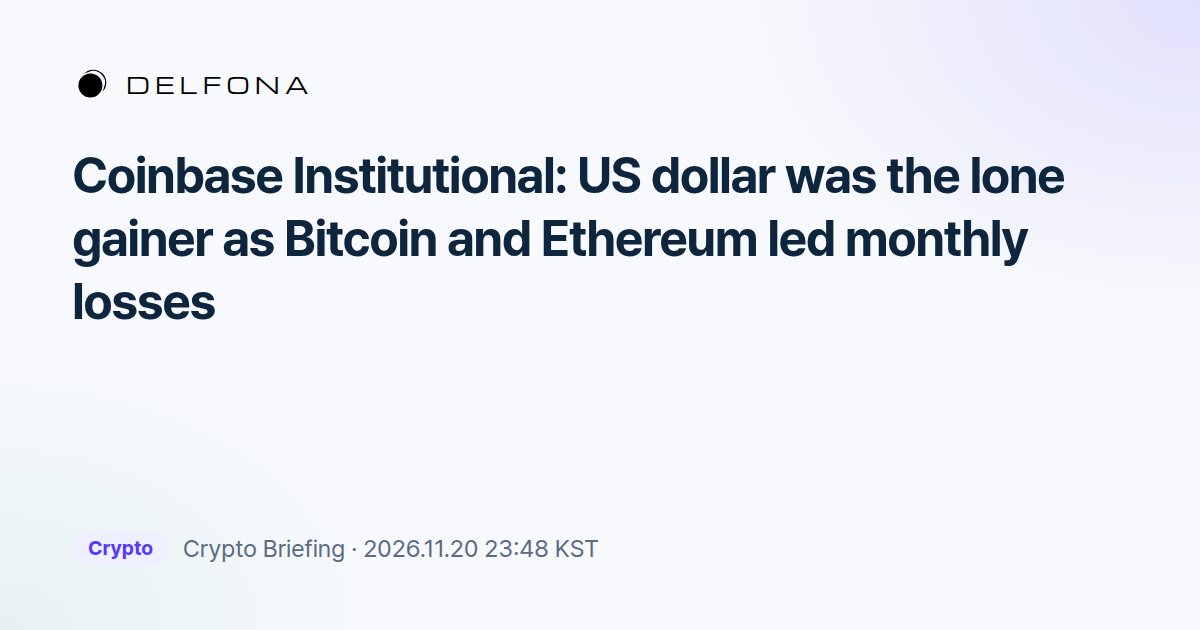 DELFONA
Coinbase Institutional: US dollar was the lone
gainer as Bitcoin and Ethereum led monthly
losses
Crypto Crypto Briefing · 2026.11.20 23:48 KST